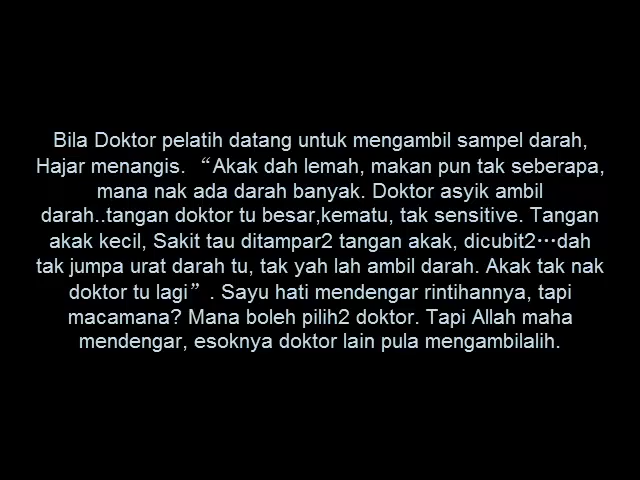 Bila Doktor pelatih datang untuk mengambil sampel darah,
Hajar menangis. “Akak dah lemah, makan pun tak seberapa,
mana nak ada darah banyak. Doktor asyik ambil
darah..tangan doktor tu besar,kematu, tak sensitive. Tangan
akak kecil, Sakit tau ditampar2 tangan akak, dicubit2…dah
tak jumpa urat darah tu, tak yah lah ambil darah. Akak tak nak
doktor tu lagi”. Sayu hati mendengar rintihannya, tapi
macamana? Mana boleh pilih2 doktor. Tapi Allah maha
mendengar, esoknya doktor lain pula mengambilalih.